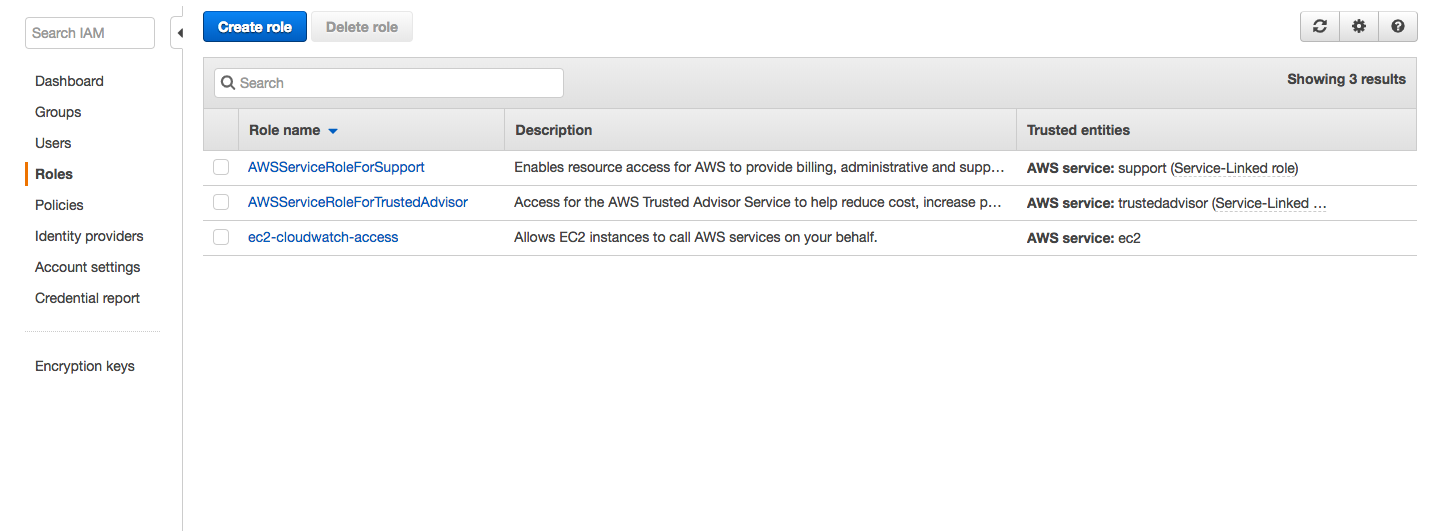 Search IAM
Dashboard
Groups
Users
Roles
Policies
Identity providers
Account settings
Credential report
Encryption keys
Create role
Delete role
Search
Showing 3 results
Role name
Description
Trusted entities
AWSServiceRoleForSupport
Enables resource access for AWS to provide billing, administrative and supp…
AWS service: support (Service-Linked role)
AWSServiceRoleForTrustedAdvisor
Access for the AWS Trusted Advisor Service to help reduce cost, increase p…
AWS service: trustedadvisor (Service-Linked …
ec2-cloudwatch-access
Allows EC2 instances to call AWS services on your behalf.
AWS service: ec2